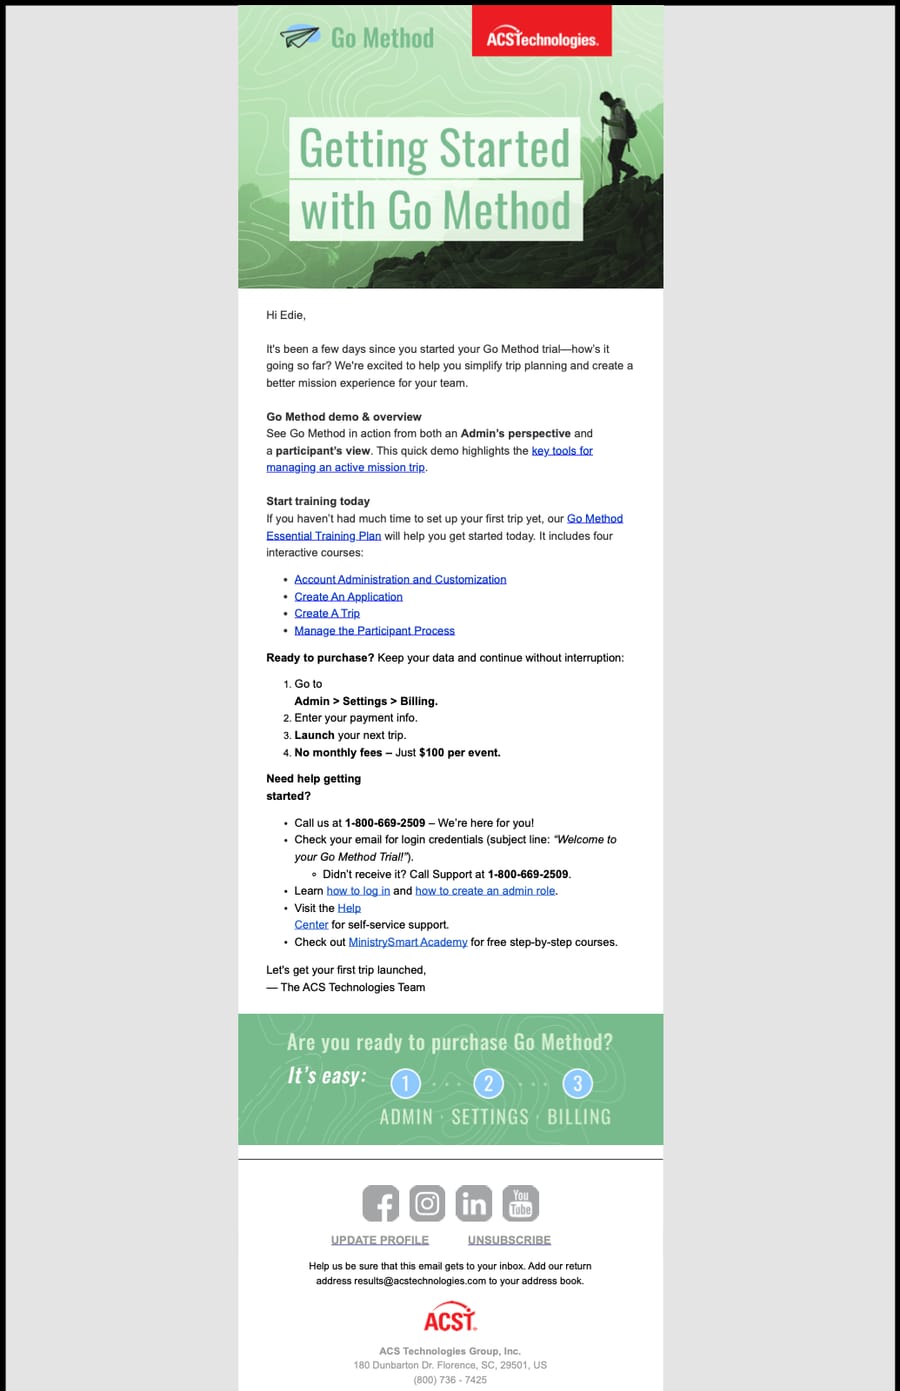 Go Method
ACSTechnologies.
Getting Started
with Go Method
Hi Edie,
It's been a few days since you started your Go Method trial—how's it
going so far? We're excited to help you simplify trip planning and create a
better mission experience for your team.
Go Method demo & overview
See Go Method in action from both an Admin's perspective and
a participant's view. This quick demo highlights the key tools for
managing an active mission trip.
Start training today
If you haven't had much time to set up your first trip yet, our Go Method
Essential Training Plan will help you get started today. It includes four
interactive courses:
• Account Administration and Customization
• Create An Application
• Create A Trip
• Manage the Participant Process
Ready to purchase? Keep your data and continue without interruption:
1. Go to
Admin > Settings > Billing.
2. Enter your payment info.
3. Launch your next trip.
4. No monthly fees – Just $100 per event.
Need help getting
started?
• Call us at 1-800-669-2509 – We're here for you!
• Check your email for login credentials (subject line: “Welcome to
your Go Method Trial!”).
◦ Didn't receive it? Call Support at 1-800-669-2509.
• Learn how to log in and how to create an admin role.
• Visit the Help
Center for self-service support.
• Check out MinistrySmart Academy for free step-by-step courses.
Let's get your first trip launched,
— The ACS Technologies Team
Are you ready to purchase Go Method?
It's easy: 1 ... 2 ... 3
ADMIN · SETTINGS · BILLING
f in You Tube
UPDATE PROFILE UNSUBSCRIBE
Help us be sure that this email gets to your inbox. Add our return
address results@acstechnologies.com to your address book.
ACST.
ACS Technologies Group, Inc.
180 Dunbarton Dr. Florence, SC, 29501, US
(800) 736 - 7425